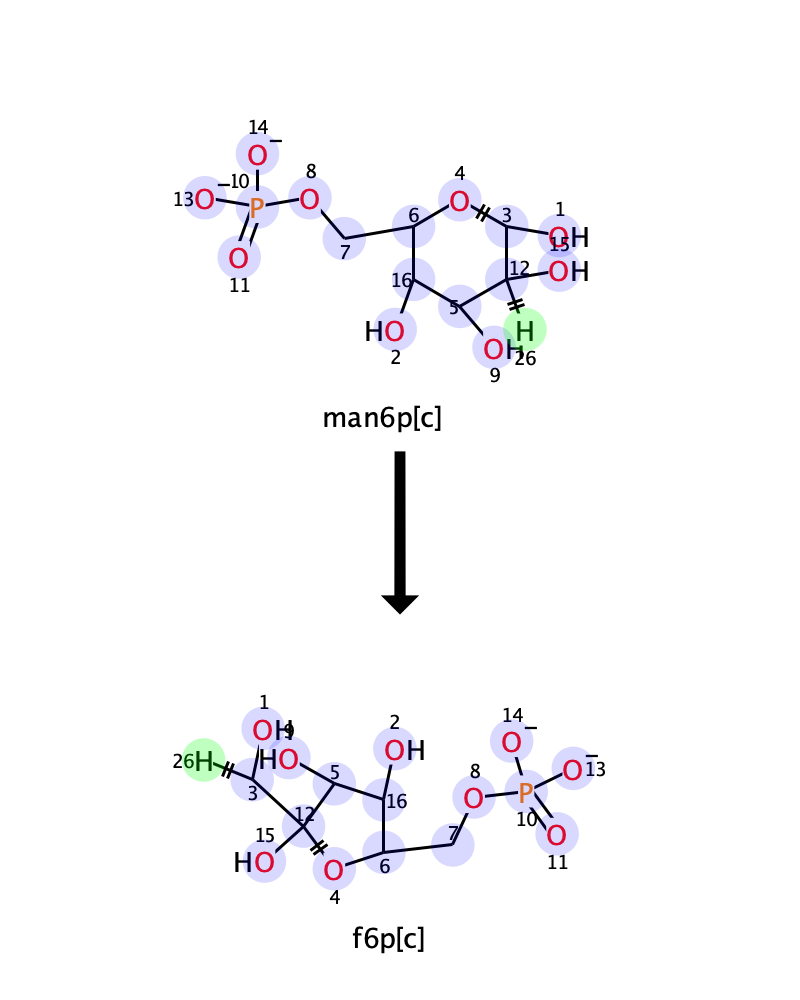 14
O−
13 O− 10 P 8 O 4 O 3 1 OH
6
7
O 11
15 OH
12
16
5
HO 2
H 26
OH 9
man6p[c]
1 OH
2 OH
14 O−
26 H
9 HO
O− 13
3
5
16
8 O
P 10
12
15 HO
7
O 11
6
O 4
f6p[c]